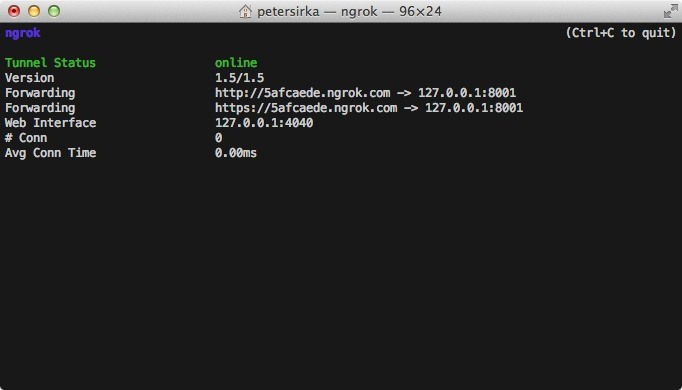 petersirka — ngrok — 96×24
ngrok (Ctrl+C to quit)
Tunnel Status online
Version 1.5/1.5
Forwarding http://5afcaede.ngrok.com -> 127.0.0.1:8001
Forwarding https://5afcaede.ngrok.com -> 127.0.0.1:8001
Web Interface 127.0.0.1:4040
# Conn 0
Avg Conn Time 0.00ms